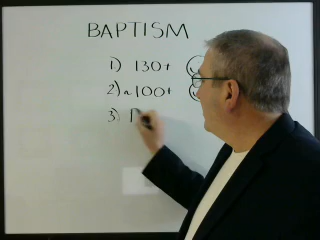 BAPTISM
1) 130+
2) ~100+
3)